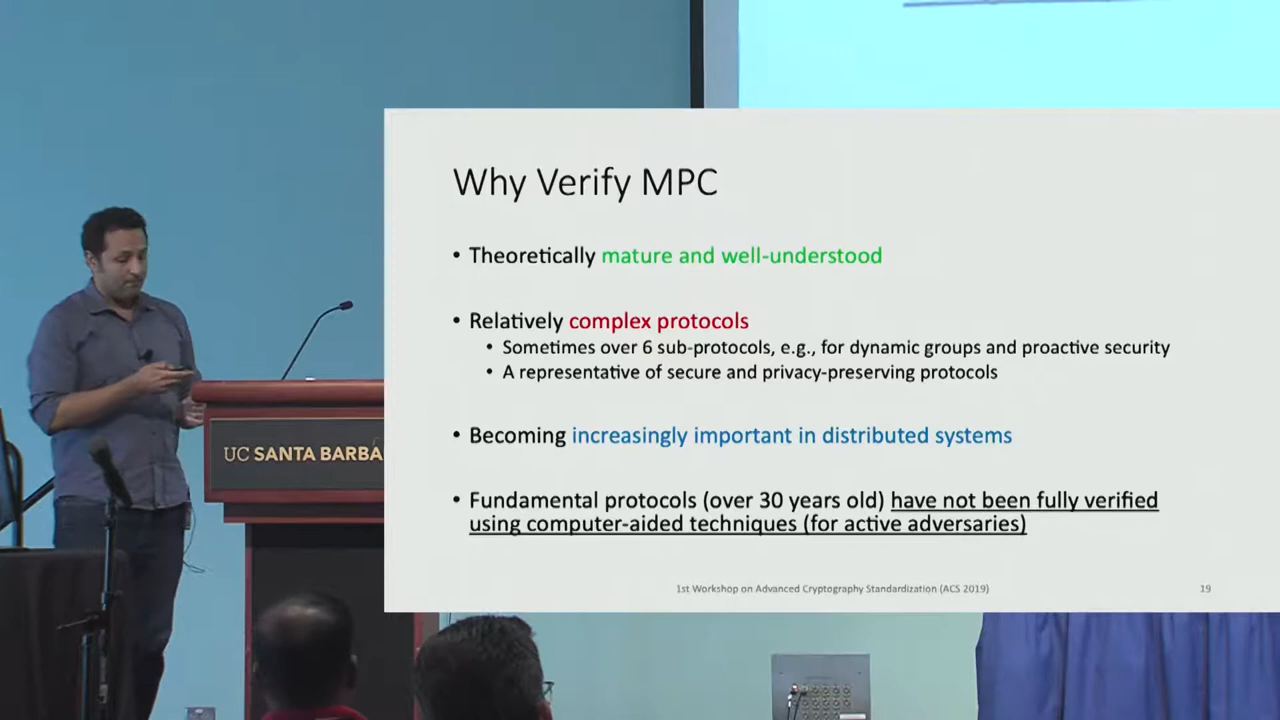 Why Verify MPC
• Theoretically mature and well-understood
• Relatively complex protocols
• Sometimes over 6 sub-protocols, e.g., for dynamic groups and proactive security
• A representative of secure and privacy-preserving protocols
• Becoming increasingly important in distributed systems
• Fundamental protocols (over 30 years old) have not been fully verified
using computer-aided techniques (for active adversaries)
1st Workshop on Advanced Cryptography Standardization (ACS 2019)
19
UC SANTA BARBA